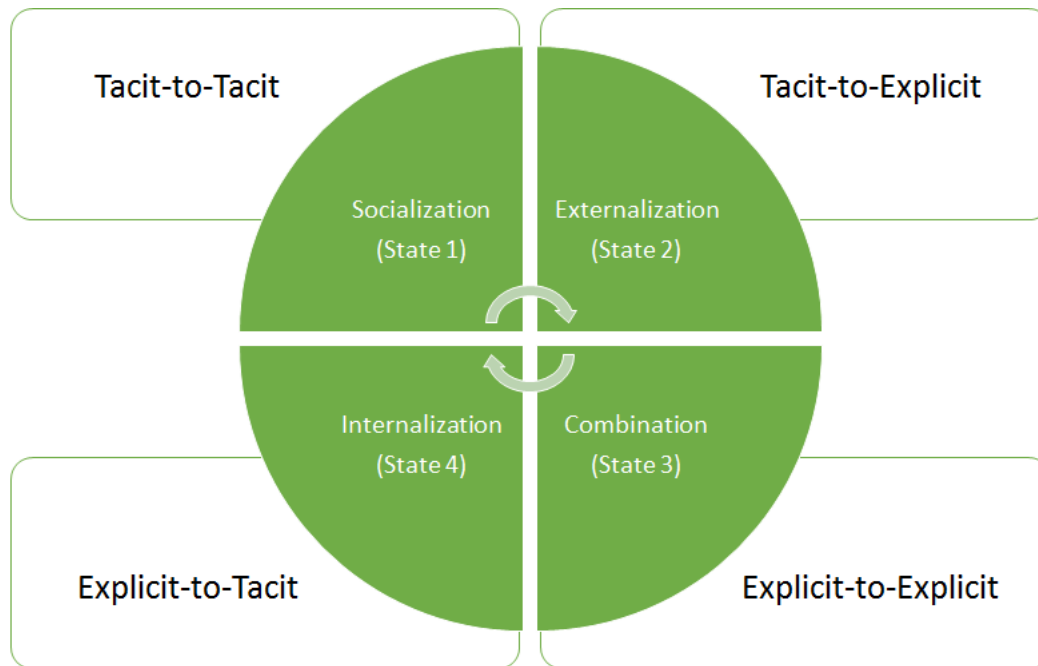 Tacit-to-Tacit
Tacit-to-Explicit
Socialization
(State 1)
Externalization
(State 2)
Internalization
(State 4)
Combination
(State 3)
Explicit-to-Tacit
Explicit-to-Explicit